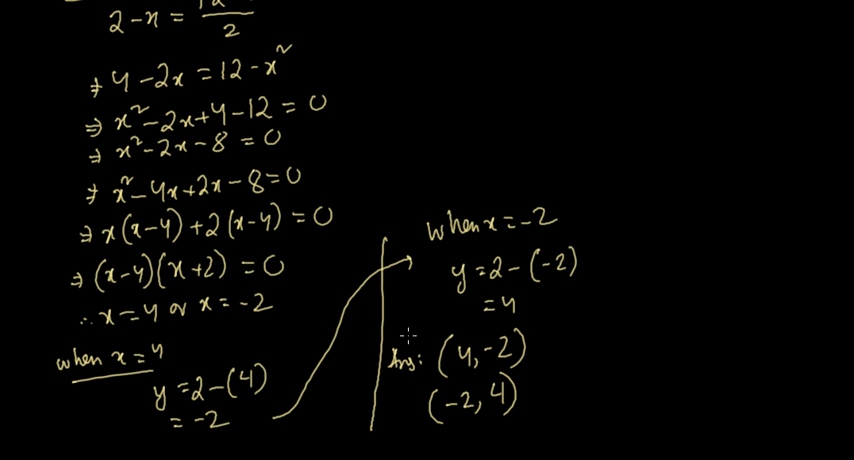 2 - x = 12 / 2
⇒ 4 - 2x = 12 - x²
⇒ x² - 2x + 4 - 12 = 0
⇒ x² - 2x - 8 = 0
⇒ x² - 4x + 2x - 8 = 0
⇒ x(x-4) + 2(x-4) = 0
⇒ (x-4)(x+2) = 0
∴ x = 4 or x = -2
when x = 4
y = 2 - (4)
= -2
when x = -2
y = 2 - (-2)
= 4
Ans: (4, -2)
(-2, 4)